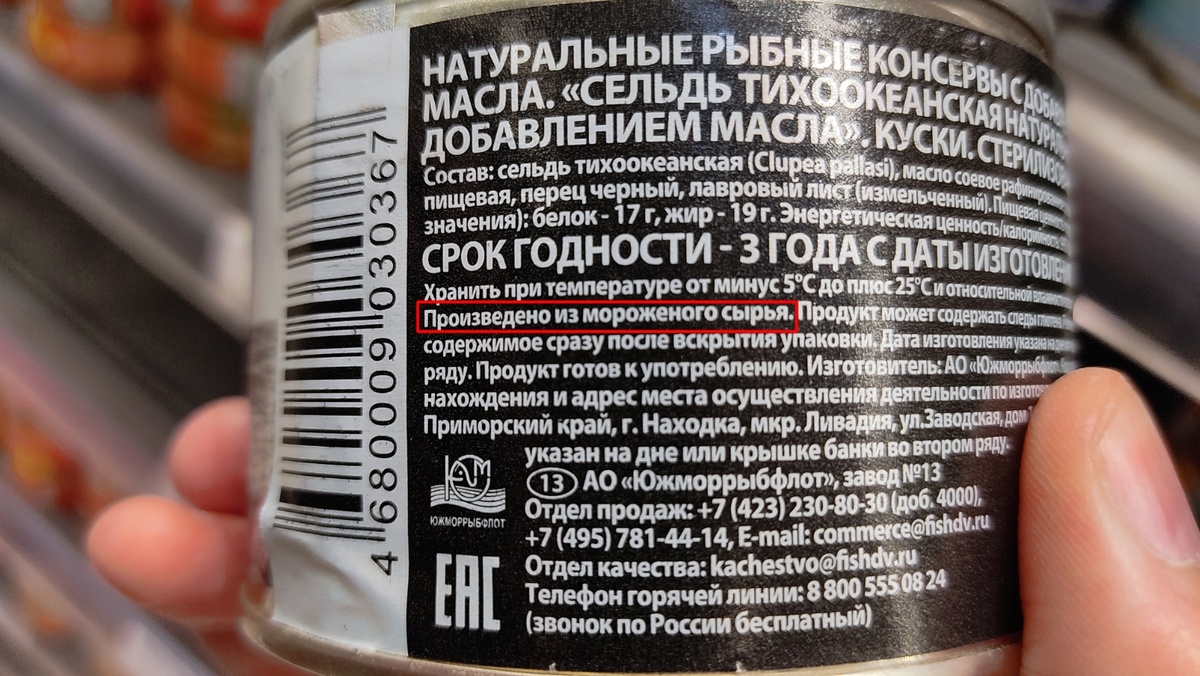 НАТУРАЛЬНЫЕ РЫБНЫЕ КОНСЕРВЫ С
МАСЛА. «СЕЛЬДЬ ТИХООКЕАНСКАЯ
ДОБАВЛЕНИЕМ МАСЛА». КУСКИ.
Состав: сельдь тихоокеанская (Clupea pallasi), масло соевое
пищевая, перец черный, лавровый лист (измельченный). Пищевая
значения): белок - 17 г, жир - 19 г. Энергетическая ценность/калорийность
СРОК ГОДНОСТИ - 3 ГОДА С ДАТЫ
Хранить при температуре от минус 5°С до плюс 25°С и относительной
Произведено из мороженого сырья. Продукт может содержать следы
содержимое сразу после вскрытия упаковки. Дата изготовления указана на
ряду. Продукт готов к употреблению. Изготовитель: АО «Южморрыбфлот»,
нахождения и адрес места осуществления деятельности по
Приморский край, г. Находка, мкр. Ливадия, ул.Заводская, дом
указан на дне или крышке банки во втором ряду.
13 АО «Южморрыбфлот», завод №13
Отдел продаж: +7 (423) 230-80-30 (доб. 4000),
+7 (495) 781-44-14, E-mail: commerce@fishdv.ru
Отдел качества: kachestvo@fishdv.ru
Телефон горячей линии: 8 800 555 08 24
(звонок по России бесплатный)
ЮЖМОРРЫБФЛОТ
EAC
4 680009 030367